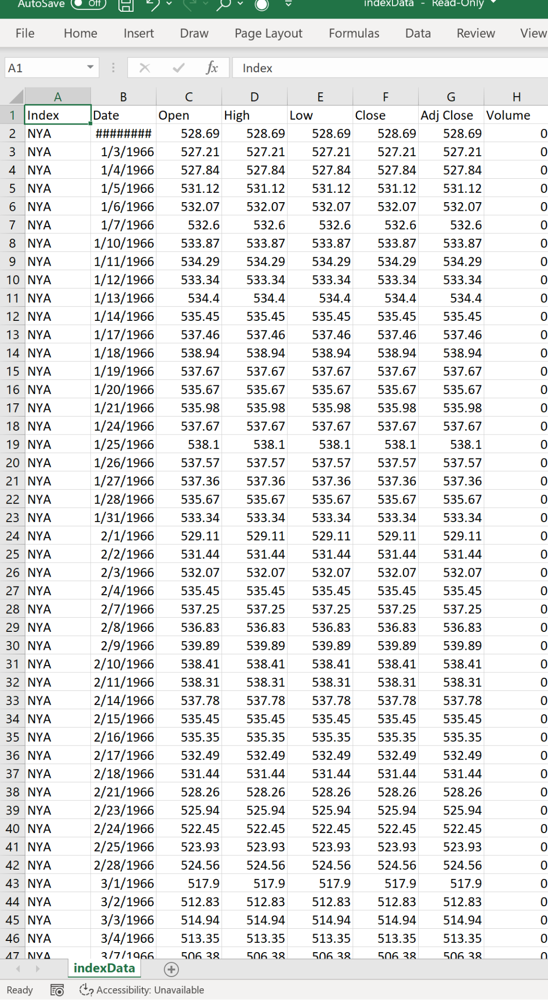 AutoSave Off indexData - Read-Only
File Home Insert Draw Page Layout Formulas Data Review View
A1 fx Index
A B C D E F G H
1 Index Date Open High Low Close Adj Close Volume
2 NYA ######## 528.69 528.69 528.69 528.69 528.69 0
3 NYA 1/3/1966 527.21 527.21 527.21 527.21 527.21 0
4 NYA 1/4/1966 527.84 527.84 527.84 527.84 527.84 0
5 NYA 1/5/1966 531.12 531.12 531.12 531.12 531.12 0
6 NYA 1/6/1966 532.07 532.07 532.07 532.07 532.07 0
7 NYA 1/7/1966 532.6 532.6 532.6 532.6 532.6 0
8 NYA 1/10/1966 533.87 533.87 533.87 533.87 533.87 0
9 NYA 1/11/1966 534.29 534.29 534.29 534.29 534.29 0
10 NYA 1/12/1966 533.34 533.34 533.34 533.34 533.34 0
11 NYA 1/13/1966 534.4 534.4 534.4 534.4 534.4 0
12 NYA 1/14/1966 535.45 535.45 535.45 535.45 535.45 0
13 NYA 1/17/1966 537.46 537.46 537.46 537.46 537.46 0
14 NYA 1/18/1966 538.94 538.94 538.94 538.94 538.94 0
15 NYA 1/19/1966 537.67 537.67 537.67 537.67 537.67 0
16 NYA 1/20/1966 535.67 535.67 535.67 535.67 535.67 0
17 NYA 1/21/1966 535.98 535.98 535.98 535.98 535.98 0
18 NYA 1/24/1966 537.67 537.67 537.67 537.67 537.67 0
19 NYA 1/25/1966 538.1 538.1 538.1 538.1 538.1 0
20 NYA 1/26/1966 537.57 537.57 537.57 537.57 537.57 0
21 NYA 1/27/1966 537.36 537.36 537.36 537.36 537.36 0
22 NYA 1/28/1966 535.67 535.67 535.67 535.67 535.67 0
23 NYA 1/31/1966 533.34 533.34 533.34 533.34 533.34 0
24 NYA 2/1/1966 529.11 529.11 529.11 529.11 529.11 0
25 NYA 2/2/1966 531.44 531.44 531.44 531.44 531.44 0
26 NYA 2/3/1966 532.07 532.07 532.07 532.07 532.07 0
27 NYA 2/4/1966 535.45 535.45 535.45 535.45 535.45 0
28 NYA 2/7/1966 537.25 537.25 537.25 537.25 537.25 0
29 NYA 2/8/1966 536.83 536.83 536.83 536.83 536.83 0
30 NYA 2/9/1966 539.89 539.89 539.89 539.89 539.89 0
31 NYA 2/10/1966 538.41 538.41 538.41 538.41 538.41 0
32 NYA 2/11/1966 538.31 538.31 538.31 538.31 538.31 0
33 NYA 2/14/1966 537.78 537.78 537.78 537.78 537.78 0
34 NYA 2/15/1966 535.45 535.45 535.45 535.45 535.45 0
35 NYA 2/16/1966 535.35 535.35 535.35 535.35 535.35 0
36 NYA 2/17/1966 532.49 532.49 532.49 532.49 532.49 0
37 NYA 2/18/1966 531.44 531.44 531.44 531.44 531.44 0
38 NYA 2/21/1966 528.26 528.26 528.26 528.26 528.26 0
39 NYA 2/23/1966 525.94 525.94 525.94 525.94 525.94 0
40 NYA 2/24/1966 522.45 522.45 522.45 522.45 522.45 0
41 NYA 2/25/1966 523.93 523.93 523.93 523.93 523.93 0
42 NYA 2/28/1966 524.56 524.56 524.56 524.56 524.56 0
43 NYA 3/1/1966 517.9 517.9 517.9 517.9 517.9 0
44 NYA 3/2/1966 512.83 512.83 512.83 512.83 512.83 0
45 NYA 3/3/1966 514.94 514.94 514.94 514.94 514.94 0
46 NYA 3/4/1966 513.35 513.35 513.35 513.35 513.35 0
47 NYA 3/7/1966 506.38 506.38 506.38 506.38 506.38 0
indexData
Ready Accessibility: Unavailable